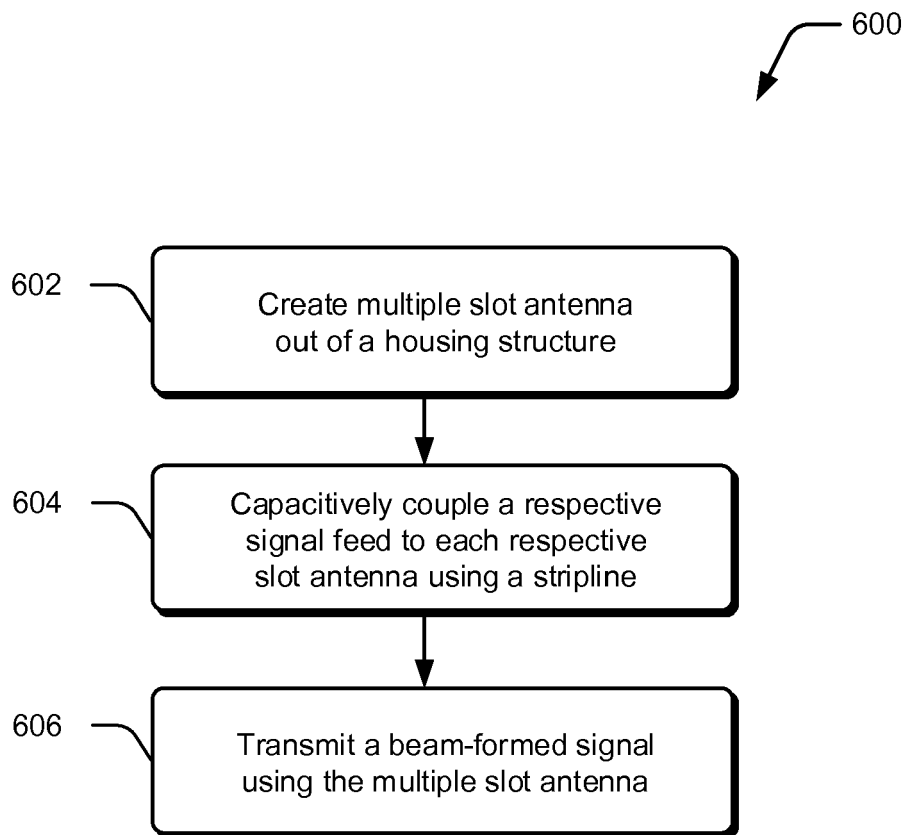 600
602
Create multiple slot antenna
out of a housing structure
604
Capacitively couple a respective
signal feed to each respective
slot antenna using a stripline
606
Transmit a beam-formed signal
using the multiple slot antenna